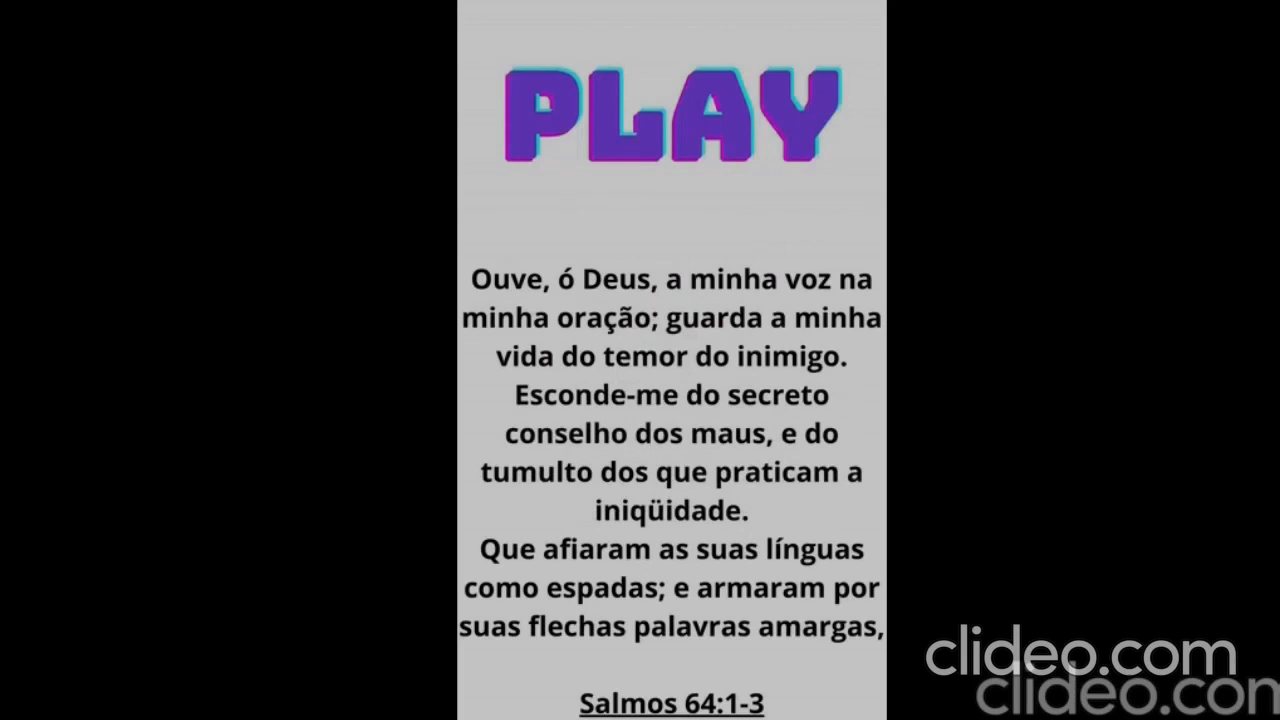 PLAY
Ouve, ó Deus, a minha voz na
minha oração; guarda a minha
vida do temor do inimigo.
Esconde-me do secreto
conselho dos maus, e do
tumulto dos que praticam a
iniqüidade.
Que afiaram as suas línguas
como espadas; e armaram por
suas flechas palavras amargas,
Salmos 64:1-3
clideo.com
clideo.con